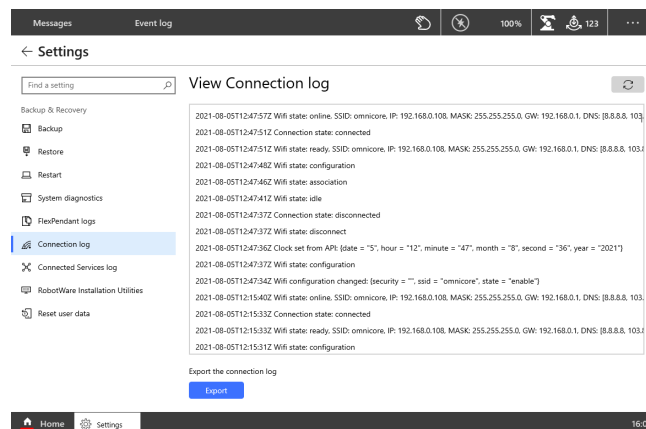 Messages Event log 100% 123 ...
Settings
Find a setting
Backup & Recovery
Backup
Restore
Restart
System diagnostics
FlexPendant logs
Connection log
Connected Services log
RobotWare Installation Utilities
Reset user data
View Connection log
2021-08-05T12:47:57Z Wifi state: online, SSID: omnicore, IP: 192.168.0.108, MASK: 255.255.255.0, GW: 192.168.0.1, DNS: [8.8.8.8, 103.
2021-08-05T12:47:51Z Connection state: connected
2021-08-05T12:47:51Z Wifi state: ready, SSID: omnicore, IP: 192.168.0.108, MASK: 255.255.255.0, GW: 192.168.0.1, DNS: [8.8.8.8, 103.8
2021-08-05T12:47:48Z Wifi state: configuration
2021-08-05T12:47:46Z Wifi state: association
2021-08-05T12:47:41Z Wifi state: idle
2021-08-05T12:47:37Z Connection state: disconnected
2021-08-05T12:47:37Z Wifi state: disconnect
2021-08-05T12:47:36Z Clock set from API: {date = "5", hour = "12", minute = "47", month = "8", second = "36", year = "2021"}
2021-08-05T12:47:37Z Wifi state: configuration
2021-08-05T12:47:34Z Wifi configuration changed: {security = "", ssid = "omnicore", state = "enable"}
2021-08-05T12:15:40Z Wifi state: online, SSID: omnicore, IP: 192.168.0.108, MASK: 255.255.255.0, GW: 192.168.0.1, DNS: [8.8.8.8, 103.
2021-08-05T12:15:33Z Connection state: connected
2021-08-05T12:15:33Z Wifi state: ready, SSID: omnicore, IP: 192.168.0.108, MASK: 255.255.255.0, GW: 192.168.0.1, DNS: [8.8.8.8, 103.8
2021-08-05T12:15:31Z Wifi state: configuration
Export the connection log
Export
Home Settings